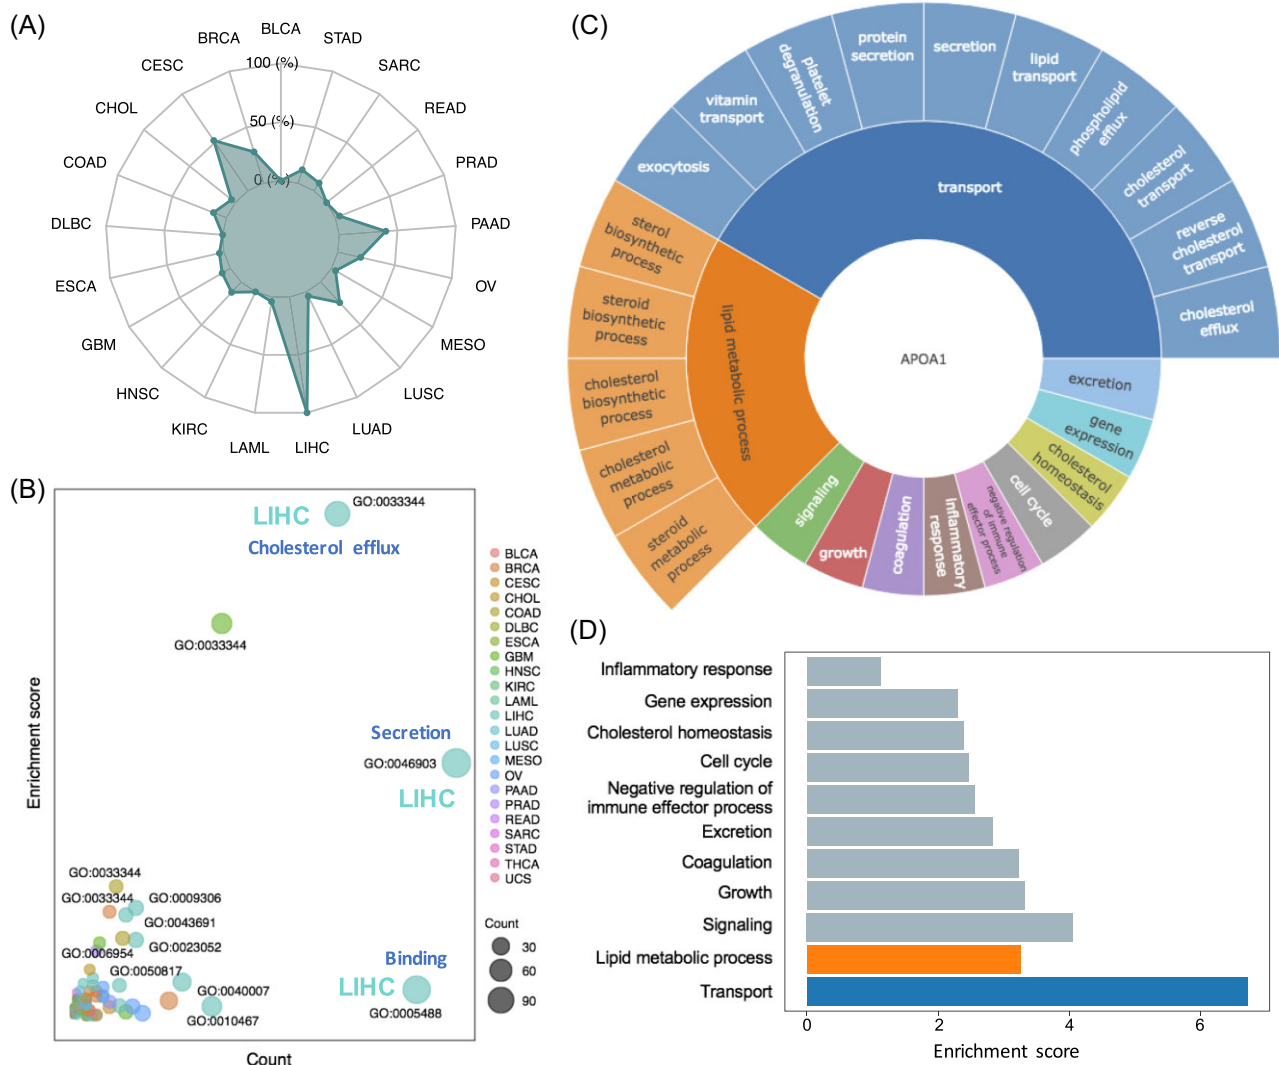 (A)
BLCA
STAD
SARC
READ
PRAD
PAAD
OV
MESO
LUSC
LUAD
LIHC
LAML
KIRC
HNSC
GBM
ESCA
DLBC
COAD
CHOL
CESC
BRCA
100 (%)
50 (%)
0 (%)
(B)
Enrichment score
Count
LIHC
GO:0033344
Cholesterol efflux
GO:0033344
Secretion
GO:0046903
LIHC
GO:0033344
GO:0033344
GO:0009306
GO:0043691
GO:0023052
GO:0006954
GO:0050817
GO:0040007
GO:0010467
Binding
LIHC
GO:0005488
BLCA
BRCA
CESC
CHOL
COAD
DLBC
ESCA
GBM
HNSC
KIRC
LAML
LIHC
LUAD
LUSC
MESO
OV
PAAD
PRAD
READ
SARC
STAD
THCA
UCS
Count
30
60
90
(C)
APOA1
transport
exocytosis
vitamin
transport
platelet
degranulation
protein
secretion
secretion
lipid
transport
phospholipid
efflux
cholesterol
transport
reverse
cholesterol
transport
cholesterol
efflux
excretion
gene
expression
cholesterol
homeostasis
cell cycle
negative regulation
of immune
effector process
Inflammatory
response
coagulation
growth
signaling
lipid metabolic process
steroid
metabolic
process
cholesterol
metabolic
process
cholesterol
biosynthetic
process
steroid
biosynthetic
process
sterol
biosynthetic
process
(D)
Inflammatory response
Gene expression
Cholesterol homeostasis
Cell cycle
Negative regulation of
immune effector process
Excretion
Coagulation
Growth
Signaling
Lipid metabolic process
Transport
0
2
4
6
Enrichment score